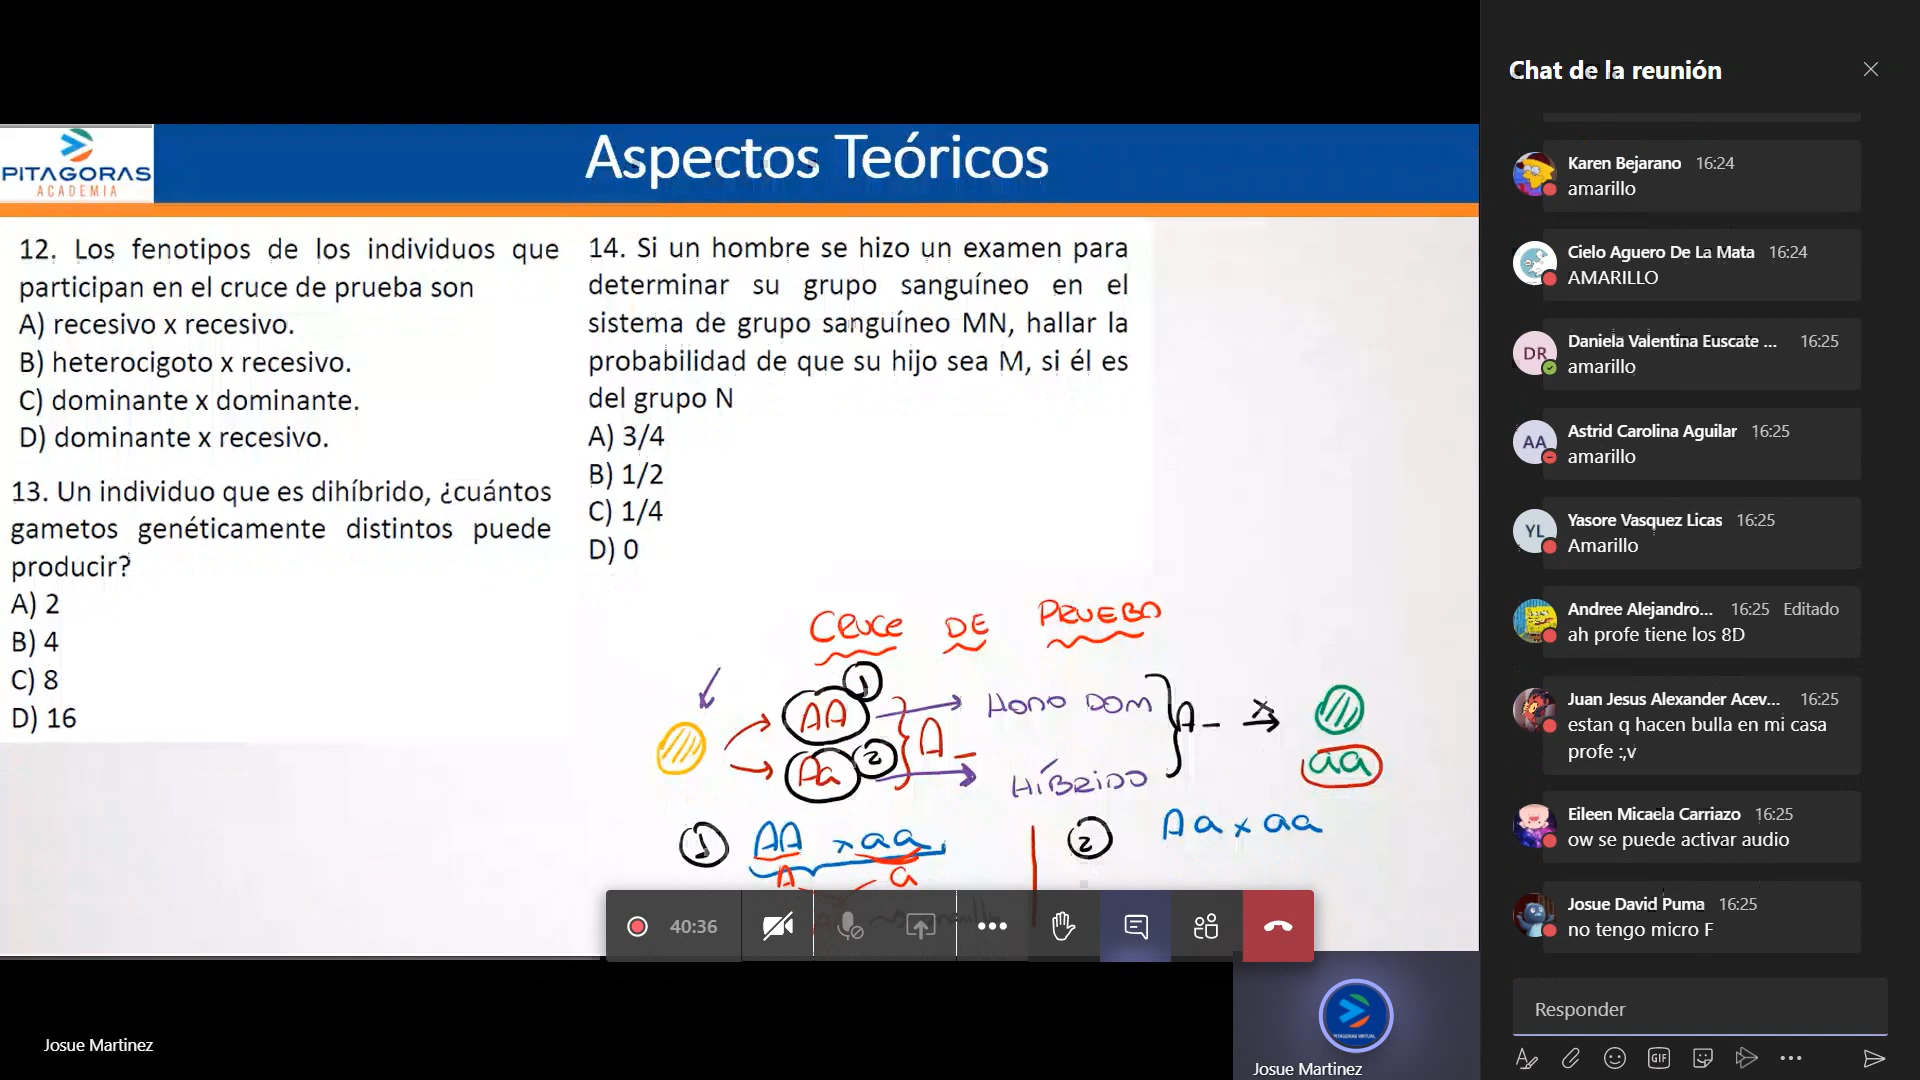 PITAGORAS
ACADEMIA
Aspectos Teóricos
12. Los fenotipos de los individuos que
participan en el cruce de prueba son
A) recesivo x recesivo.
B) heterocigoto x recesivo.
C) dominante x dominante.
D) dominante x recesivo.
13. Un individuo que es dihíbrido, ¿cuántos
gametos genéticamente distintos puede
producir?
A) 2
B) 4
C) 8
D) 16
14. Si un hombre se hizo un examen para
determinar su grupo sanguíneo en el
sistema de grupo sanguíneo MN, hallar la
probabilidad de que su hijo sea M, si él es
del grupo N
A) 3/4
B) 1/2
C) 1/4
D) 0
CRUCE DE PRUEBA
AA 1 HOMO DOM
A_ A_ x
Aa 2 HÍBRIDO aa
1 AA x aa
A a
2 Aa x aa
40:36
Josue Martinez
Josue Martinez
Chat de la reunión
Karen Bejarano 16:24
amarillo
Cielo Aguero De La Mata 16:24
AMARILLO
DR
Daniela Valentina Euscate ... 16:25
amarillo
AA
Astrid Carolina Aguilar 16:25
amarillo
YL
Yasore Vasquez Licas 16:25
Amarillo
Andree Alejandro... 16:25 Editado
ah profe tiene los 8D
Juan Jesus Alexander Acev... 16:25
estan q hacen bulla en mi casa
profe :,v
Eileen Micaela Carriazo 16:25
ow se puede activar audio
Josue David Puma 16:25
no tengo micro F
Responder
GIF